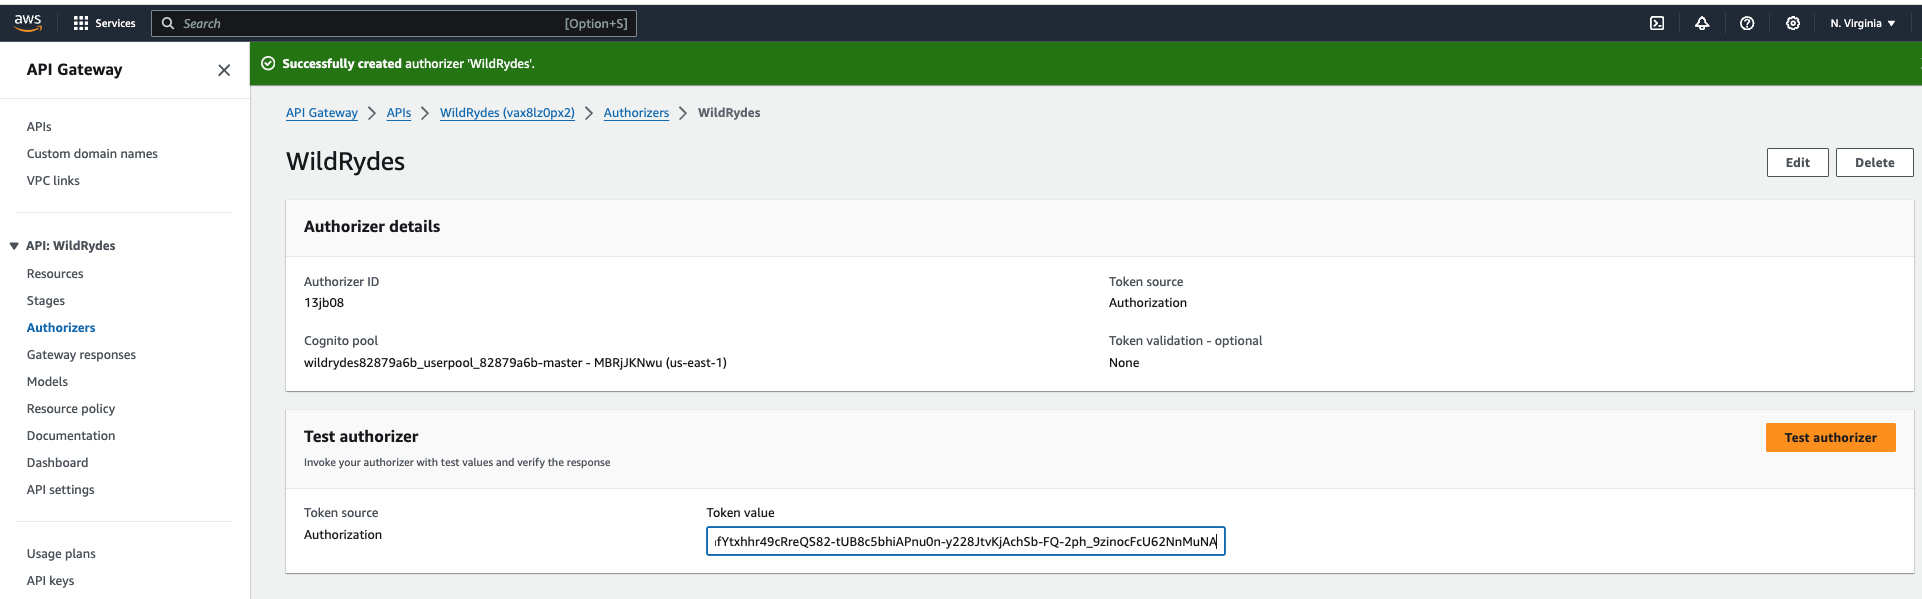 aws
Services
Search
[Option+S]
N. Virginia
API Gateway
APIs
Custom domain names
VPC links
API: WildRydes
Resources
Stages
Authorizers
Gateway responses
Models
Resource policy
Documentation
Dashboard
API settings
Usage plans
API keys
Successfully created authorizer 'WildRydes'.
API Gateway > APIs > WildRydes (vax8lz0px2) > Authorizers > WildRydes
WildRydes
Edit
Delete
Authorizer details
Authorizer ID
13jb08
Token source
Authorization
Cognito pool
wildrydes82879a6b_userpool_82879a6b-master - MBRjJKNwu (us-east-1)
Token validation - optional
None
Test authorizer
Invoke your authorizer with test values and verify the response
Test authorizer
Token source
Authorization
Token value
fYtxhhr49cRreQS82-tUB8c5bhiAPnu0n-y228JtvKjAchSb-FQ-2ph_9zinocFcU62NnMuNA